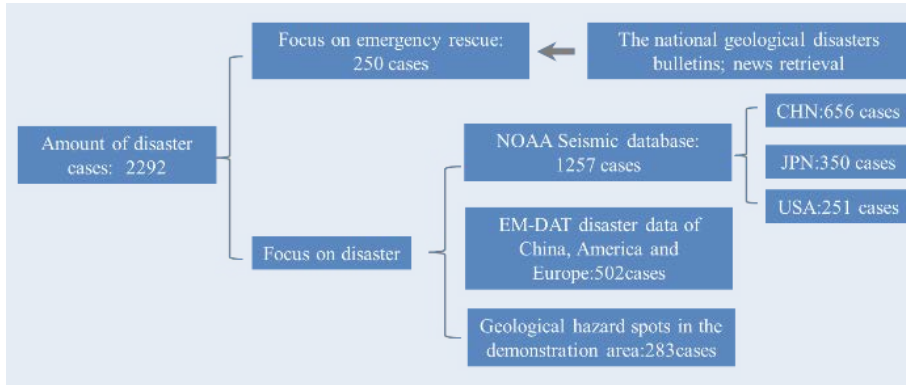 Focus on emergency rescue:
250 cases
The national geological disasters
bulletins; news retrieval
Amount of disaster
cases:  2292
NOAA Seismic database:
1257 cases
CHN:656 cases
JPN:350 cases
USA:251 cases
Focus on disaster
EM-DAT disaster data of
China, America and
Europe:502cases
Geological hazard spots in the
demonstration area:283cases